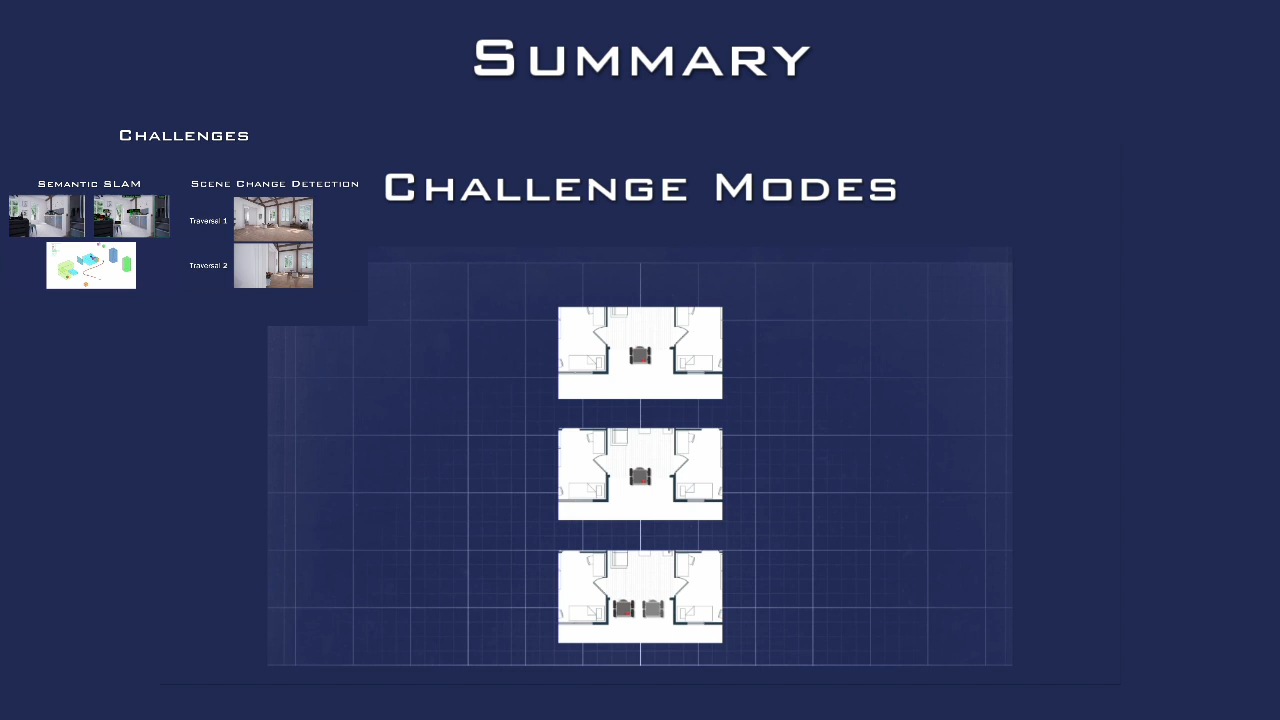 Summary
Challenges
Semantic SLAM
Scene Change Detection
Traversal 1
Traversal 2
Challenge Modes